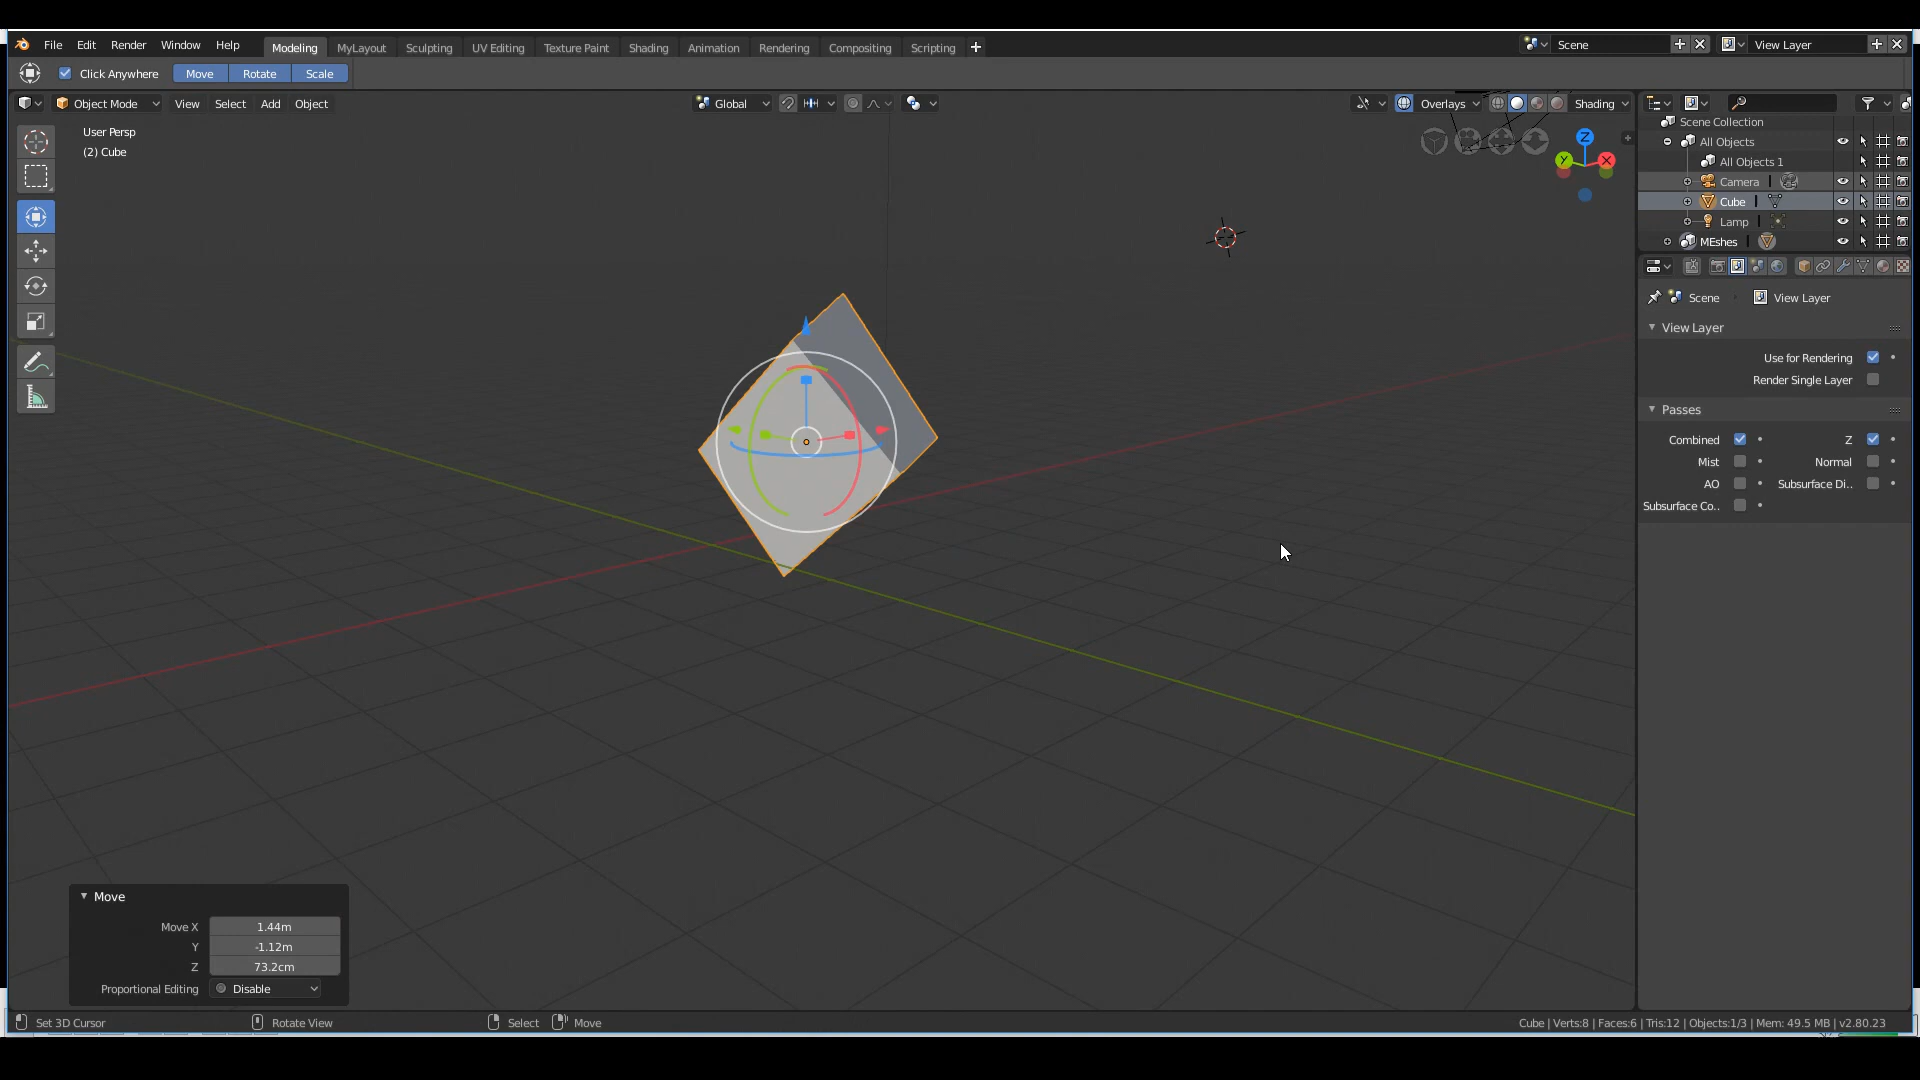 File Edit Render Window Help Modeling MyLayout Sculpting UV Editing Texture Paint Shading Animation Rendering Compositing Scripting Scene View Layer
Click Anywhere Move Rotate Scale
Object Mode View Select Add Object Global Overlays Shading
User Persp
(2) Cube
Z
Y
X
Scene Collection
All Objects
All Objects 1
Camera
Cube
Lamp
MEshes
Scene View Layer
View Layer
Use for Rendering
Render Single Layer
Passes
Combined Z
Mist Normal
AO Subsurface Di..
Subsurface Co..
Move
Move X 1.44m
Y -1.12m
Z 73.2cm
Proportional Editing Disable
Set 3D Cursor Rotate View Select Move Cube | Verts:8 | Faces:6 | Tris:12 | Objects:1/3 | Mem: 49.5 MB | v2.80.23